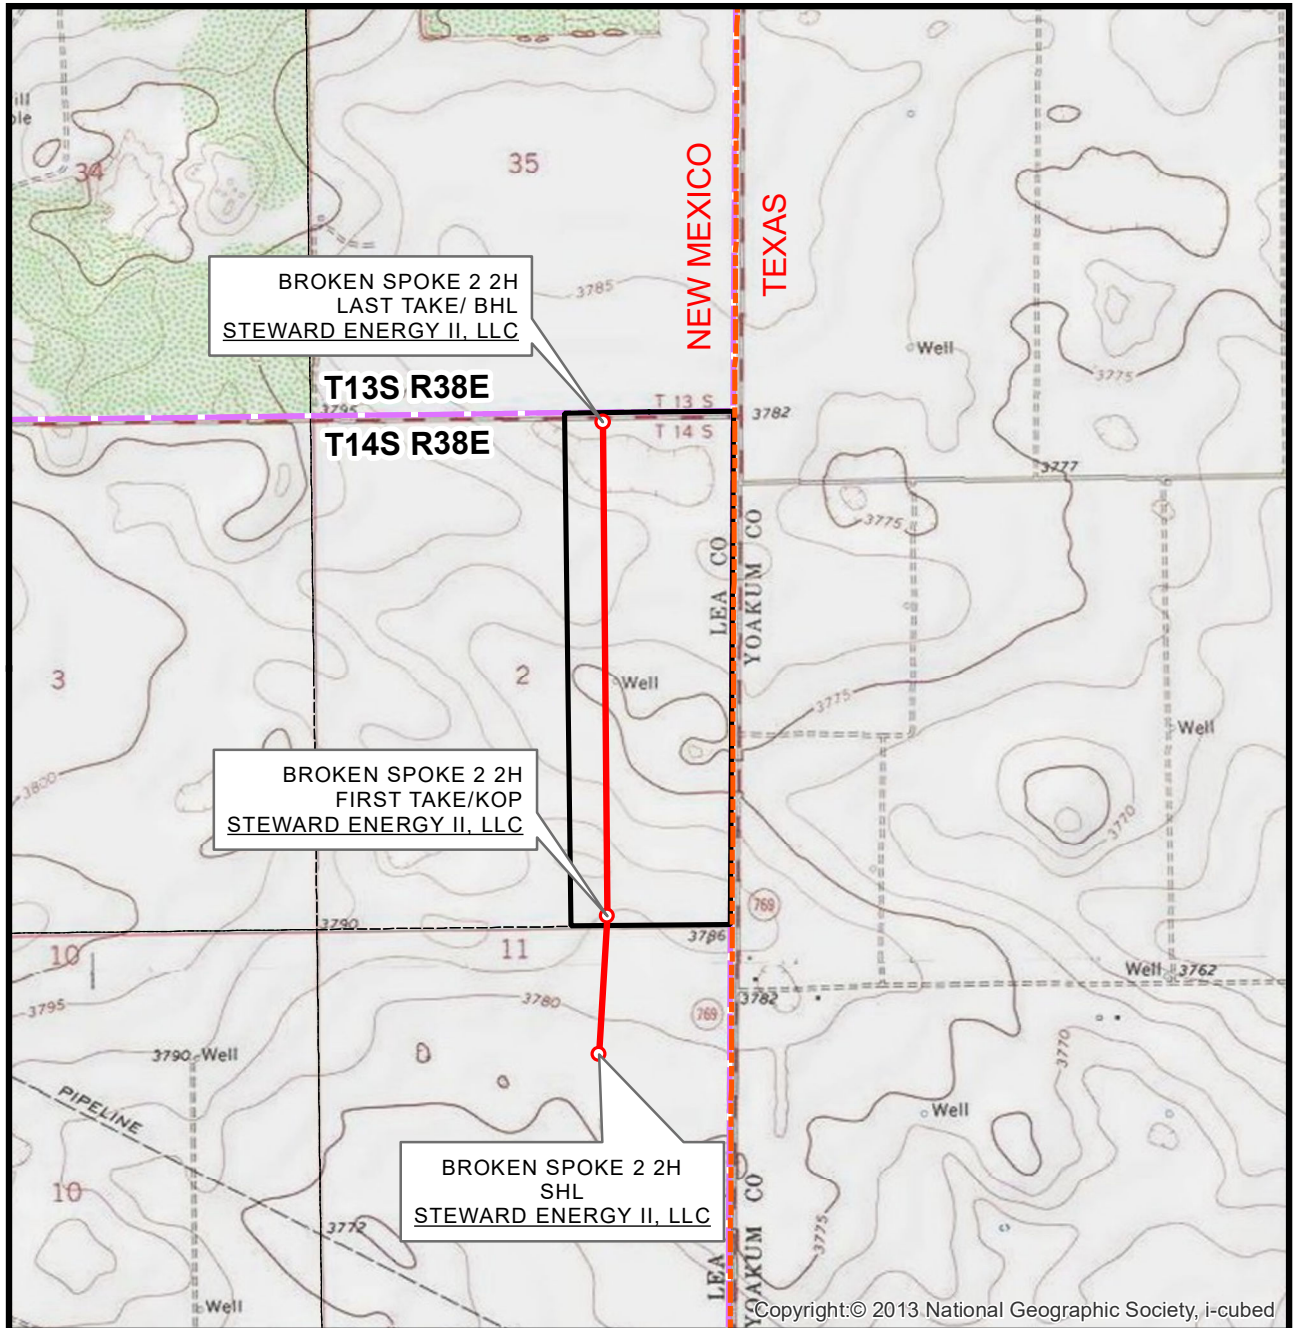 34
35
NEW MEXICO
TEXAS
BROKEN SPOKE 2 2H
LAST TAKE/ BHL
STEWARD ENERGY II, LLC
3785
Well
3775
T13S R38E
3795
T 13 S
3782
T14S R38E
T 14 S
3777
3775
LEA CO
YOAKUM CO
3
2
Well
3775
Well
3800
BROKEN SPOKE 2 2H
FIRST TAKE/KOP
STEWARD ENERGY II, LLC
3770
769
3790
3786
10
11
Well 3762
3795
3780
3782
769
3790 Well
3770
PIPELINE
Well
BROKEN SPOKE 2 2H
SHL
STEWARD ENERGY II, LLC
10
3772
3775
LEA
YOAKUM CO
Well
Copyright:© 2013 National Geographic Society, i-cubed